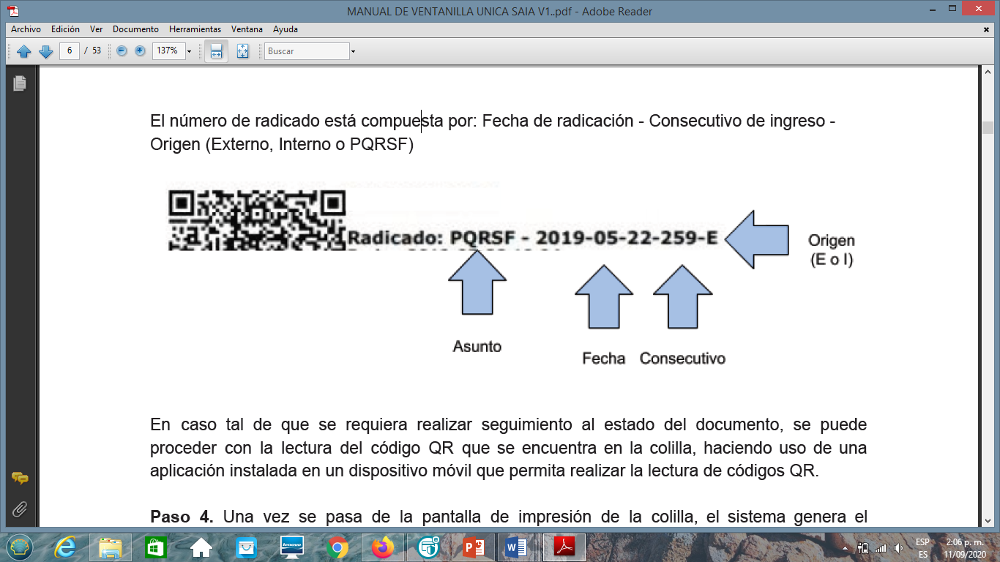 MANUAL DE VENTANILLA UNICA SAIA V1..pdf - Adobe Reader
Archivo Edición Ver Documento Herramientas Ventana Ayuda
6 / 53 137% Buscar
El número de radicado está compuesta por: Fecha de radicación - Consecutivo de ingreso -
Origen (Externo, Interno o PQRSF)
Radicado: PQRSF - 2019-05-22-259-E
Origen
(E o I)
Asunto
Fecha Consecutivo
En caso tal de que se requiera realizar seguimiento al estado del documento, se puede
proceder con la lectura del código QR que se encuentra en la colilla, haciendo uso de una
aplicación instalada en un dispositivo móvil que permita realizar la lectura de códigos QR.
Paso 4. Una vez se pasa de la pantalla de impresión de la colilla, el sistema genera el
lenovo
ESP
ES
2:06 p. m.
11/09/2020